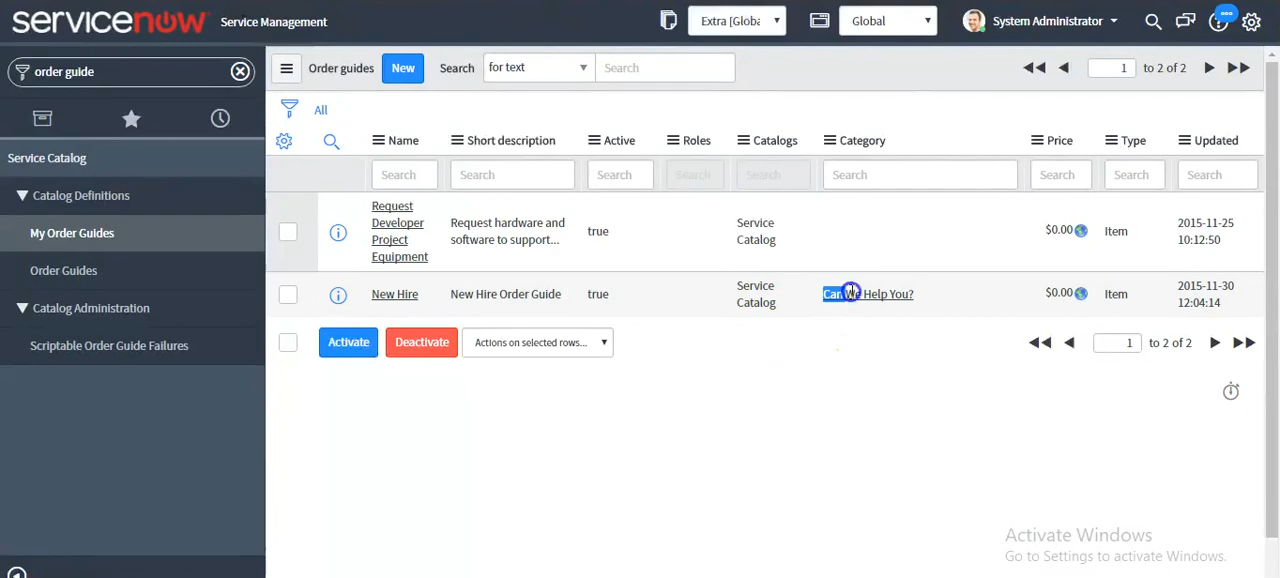 servicenow Service Management
Extra [Globa
Global
System Administrator
order guide
Service Catalog
Catalog Definitions
My Order Guides
Order Guides
Catalog Administration
Scriptable Order Guide Failures
Order guides New Search for text Search 1 to 2 of 2
All
Name Short description Active Roles Catalogs Category Price Type Updated
Search Search Search Search Search Search Search Search Search
Request Developer Project Equipment
Request hardware and software to support...
true
Service Catalog
$0.00
Item
2015-11-25 10:12:50
New Hire
New Hire Order Guide
true
Service Catalog
Can We Help You?
$0.00
Item
2015-11-30 12:04:14
Activate Deactivate Actions on selected rows... 1 to 2 of 2
Activate Windows
Go to Settings to activate Windows.